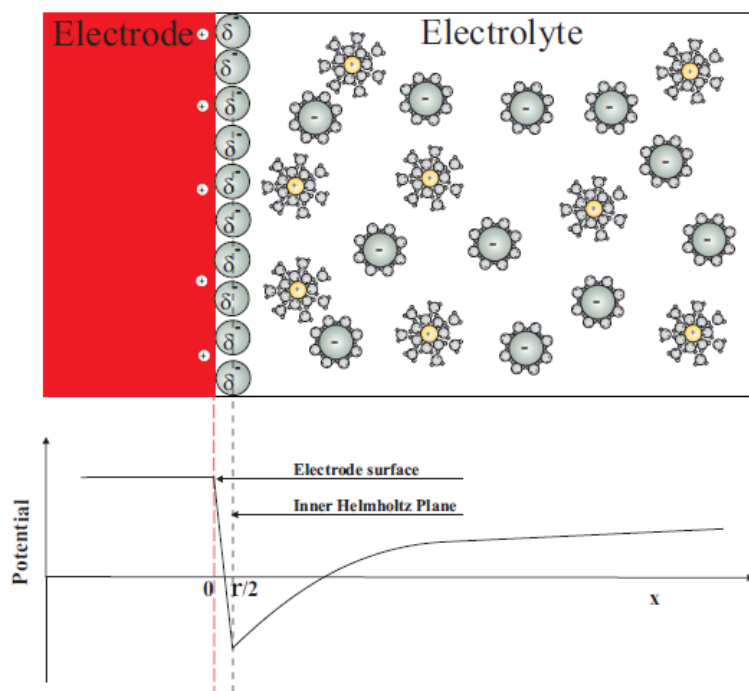 Electrode
Electrolyte
+ δ-
δ-
+ δ-
δ-
+ δ-
δ-
δ-
+ δ-
δ-
+ δ-
+
+
-
-
-
-
-
+
+
+
-
-
-
+
-
+
+
-
-
Electrode surface
Inner Helmholtz Plane
Potential
0
r/2
x